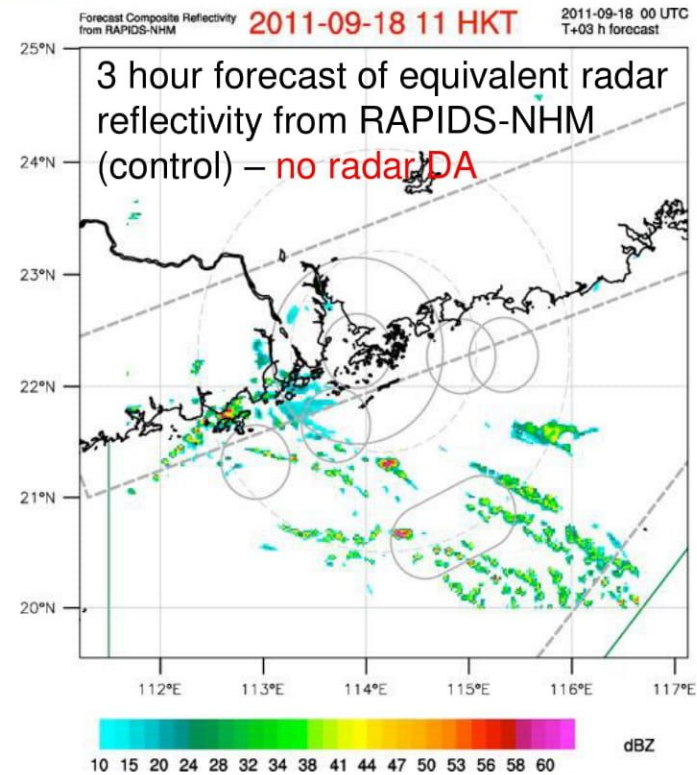 Forecast Composite Reflectivity
from RAPIDS-NHM
2011-09-18 11 HKT
2011-09-18 00 UTC
T+03 h forecast
3 hour forecast of equivalent radar
reflectivity from RAPIDS-NHM
(control) – no radar DA
25°N
24°N
23°N
22°N
21°N
20°N
112°E 113°E 114°E 115°E 116°E 117°E
10 15 20 24 28 32 34 38 41 44 47 50 53 56 58 60
dBZ